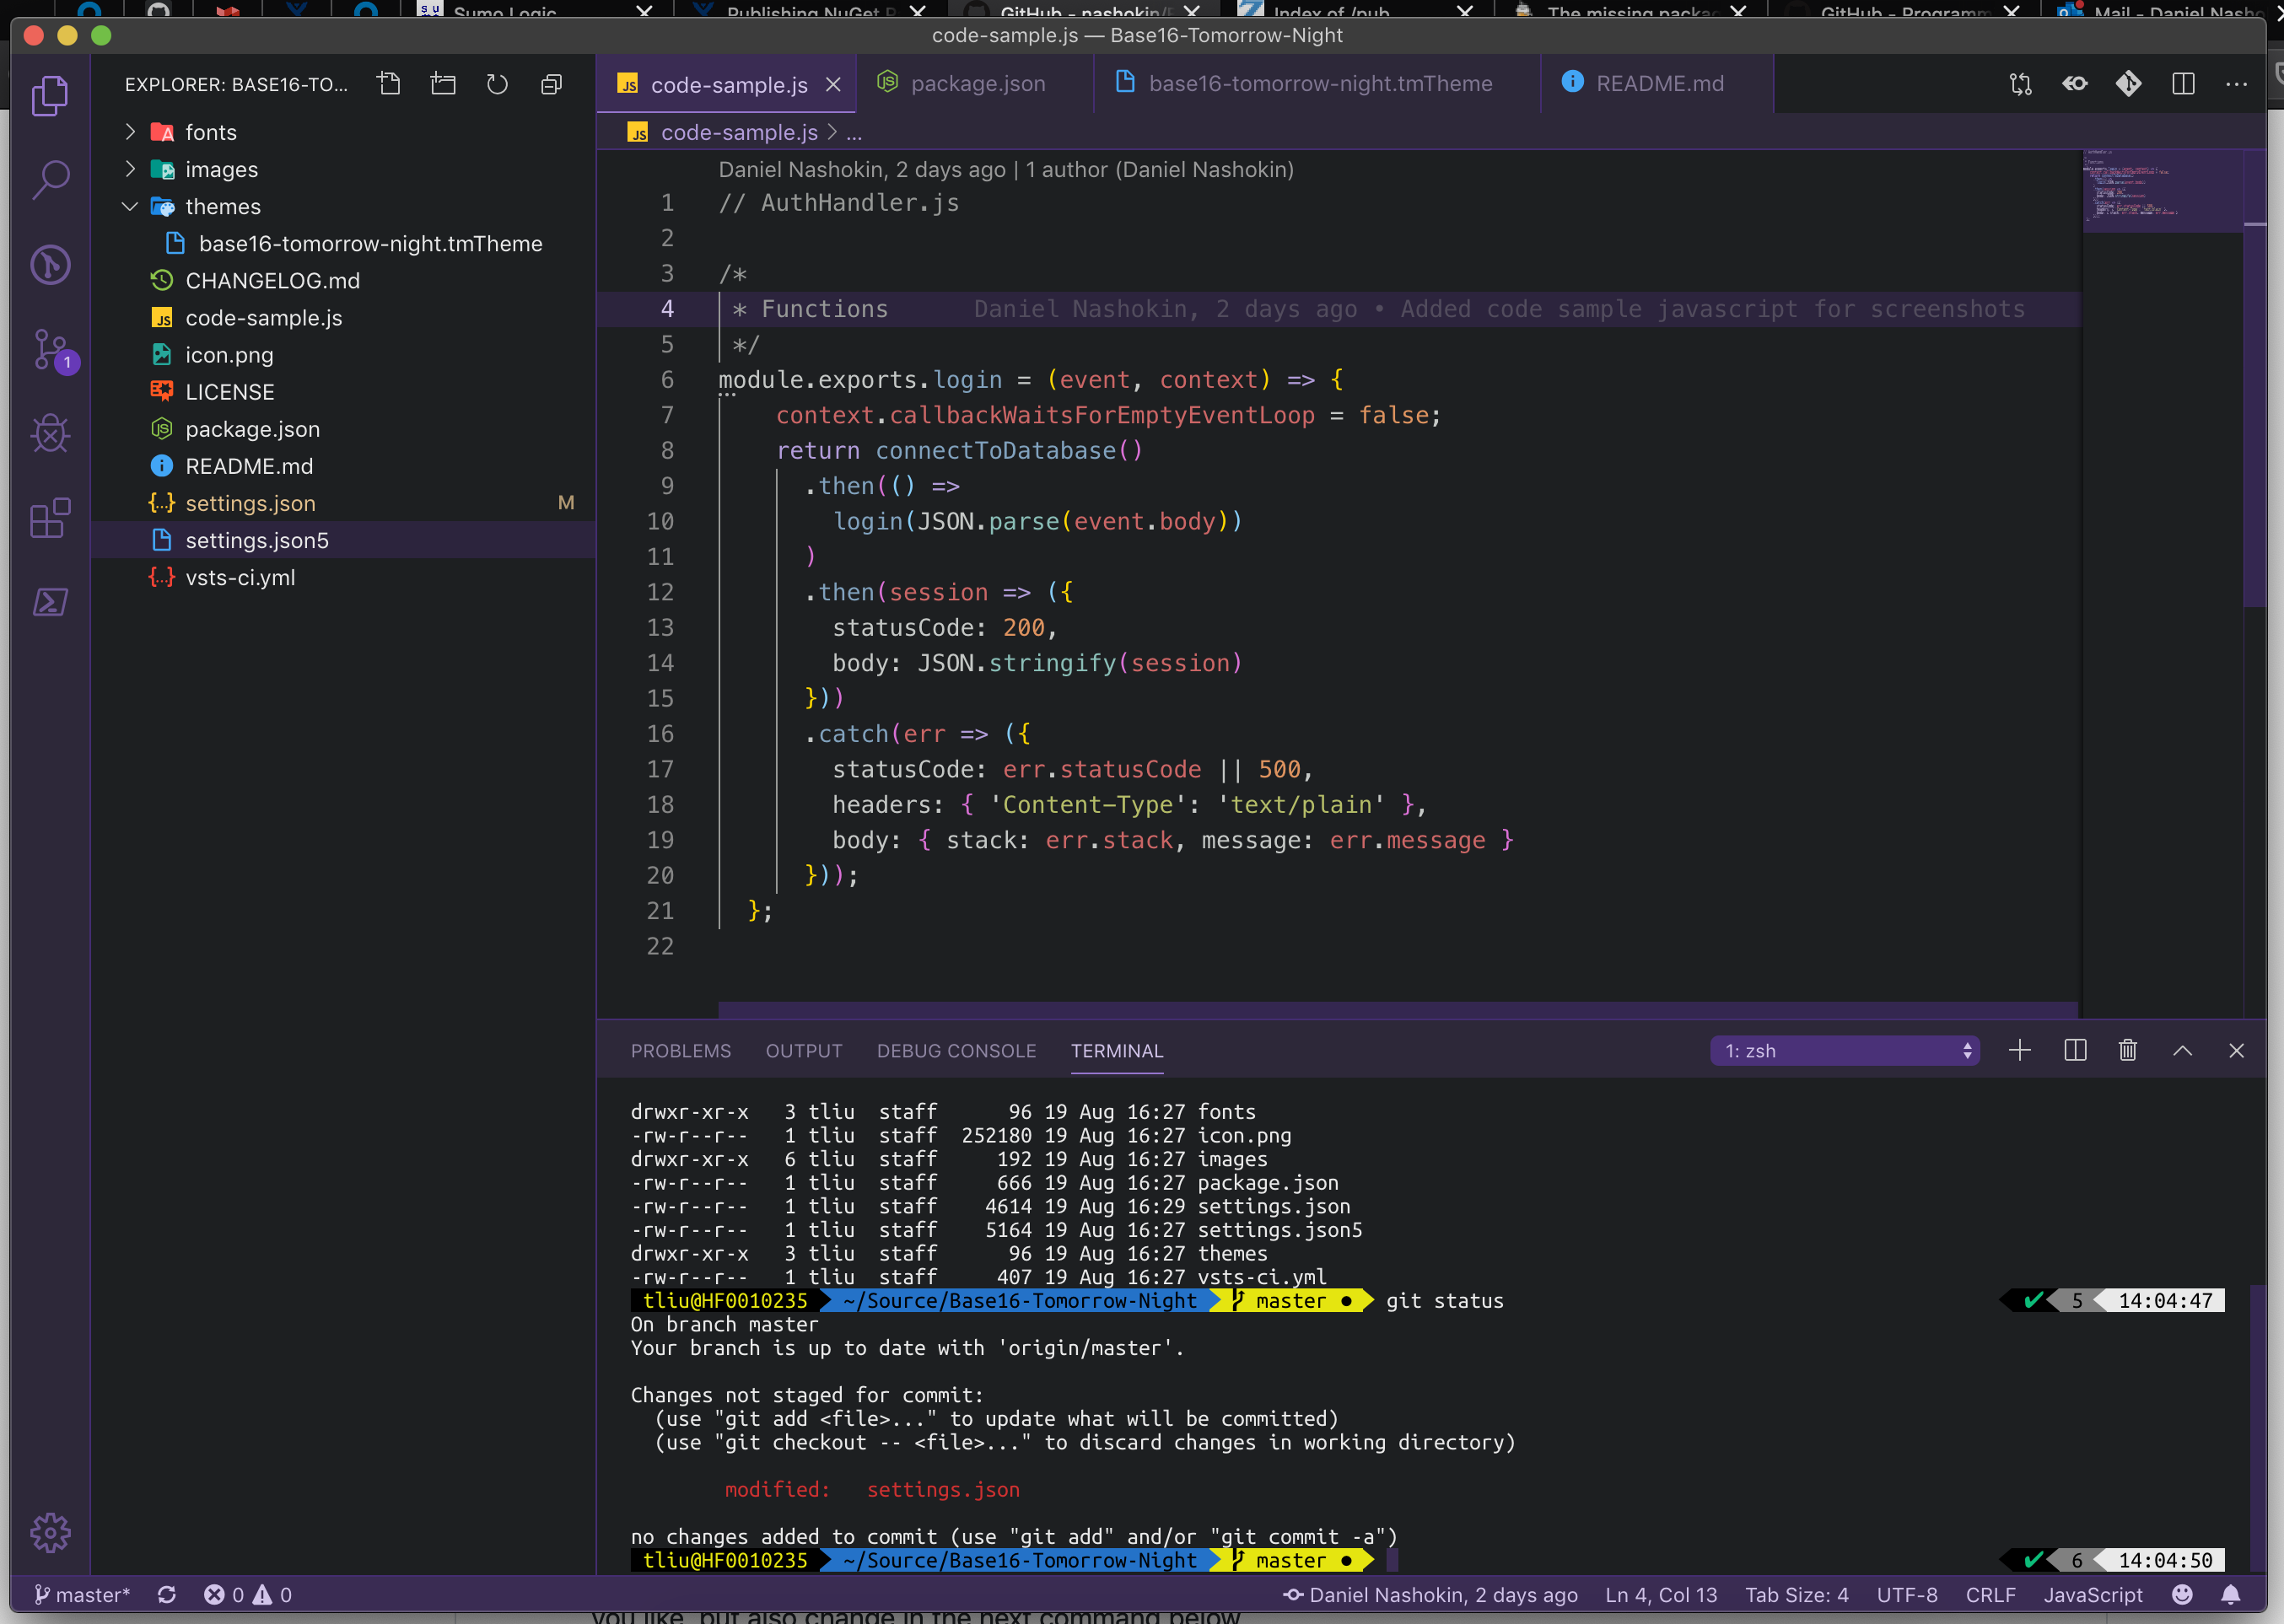 Sumo Logic
Publishing NuGet P
GitHub - nashokin/
Index of /pub
The missing packa
GitHub - Programm
Mail - Daniel Nasho
code-sample.js — Base16-Tomorrow-Night
EXPLORER: BASE16-TO...
code-sample.js
package.json
base16-tomorrow-night.tmTheme
README.md
code-sample.js > ...
fonts
images
themes
base16-tomorrow-night.tmTheme
CHANGELOG.md
code-sample.js
icon.png
LICENSE
package.json
README.md
settings.json M
settings.json5
vsts-ci.yml
1
Daniel Nashokin, 2 days ago | 1 author (Daniel Nashokin)
1 // AuthHandler.js
2
3 /*
4 * Functions Daniel Nashokin, 2 days ago • Added code sample javascript for screenshots
5 */
6 module.exports.login = (event, context) => {
7 context.callbackWaitsForEmptyEventLoop = false;
8 return connectToDatabase()
9 .then(() =>
10 login(JSON.parse(event.body))
11 )
12 .then(session => ({
13 statusCode: 200,
14 body: JSON.stringify(session)
15 }))
16 .catch(err => ({
17 statusCode: err.statusCode || 500,
18 headers: { 'Content-Type': 'text/plain' },
19 body: { stack: err.stack, message: err.message }
20 }));
21 };
22
PROBLEMS OUTPUT DEBUG CONSOLE TERMINAL 1: zsh
drwxr-xr-x 3 tliu staff 96 19 Aug 16:27 fonts
-rw-r--r-- 1 tliu staff 252180 19 Aug 16:27 icon.png
drwxr-xr-x 6 tliu staff 192 19 Aug 16:27 images
-rw-r--r-- 1 tliu staff 666 19 Aug 16:27 package.json
-rw-r--r-- 1 tliu staff 4614 19 Aug 16:29 settings.json
-rw-r--r-- 1 tliu staff 5164 19 Aug 16:27 settings.json5
drwxr-xr-x 3 tliu staff 96 19 Aug 16:27 themes
-rw-r--r-- 1 tliu staff 407 19 Aug 16:27 vsts-ci.yml
tliu@HF0010235 ~/Source/Base16-Tomorrow-Night master ● git status ✔ 5 14:04:47
On branch master
Your branch is up to date with 'origin/master'.
Changes not staged for commit:
(use "git add <file>..." to update what will be committed)
(use "git checkout -- <file>..." to discard changes in working directory)
modified: settings.json
no changes added to commit (use "git add" and/or "git commit -a")
tliu@HF0010235 ~/Source/Base16-Tomorrow-Night master ● ✔ 6 14:04:50
master* 0 0 Daniel Nashokin, 2 days ago Ln 4, Col 13 Tab Size: 4 UTF-8 CRLF JavaScript
you like, but also change in the next command below